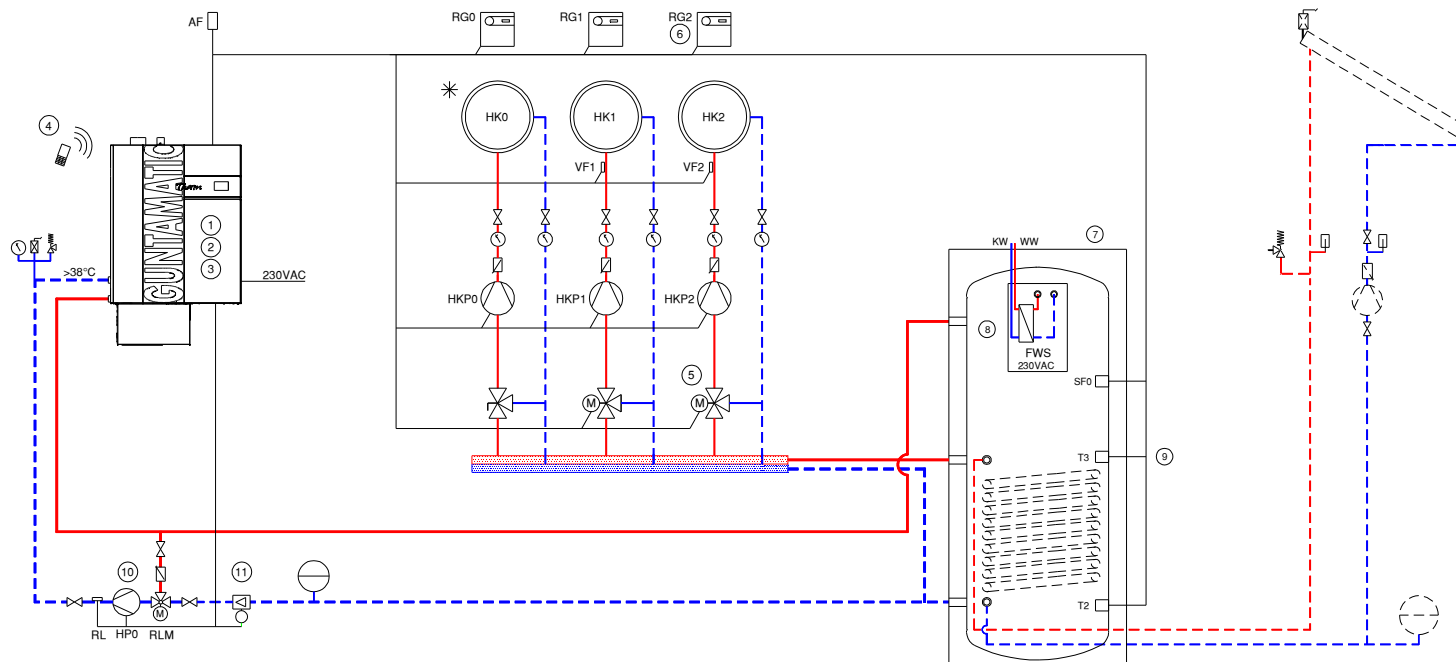 AF
RG0
RG1
RG2
6
HK0
HK1
HK2
4
GUNTAMATIC
Therm
1
2
3
>38°C
230VAC
VF1
VF2
HKP0
HKP1
HKP2
5
M
M
KW
WW
7
8
FWS
230VAC
SF0
T3
9
T2
10
11
M
RL
HP0
RLM